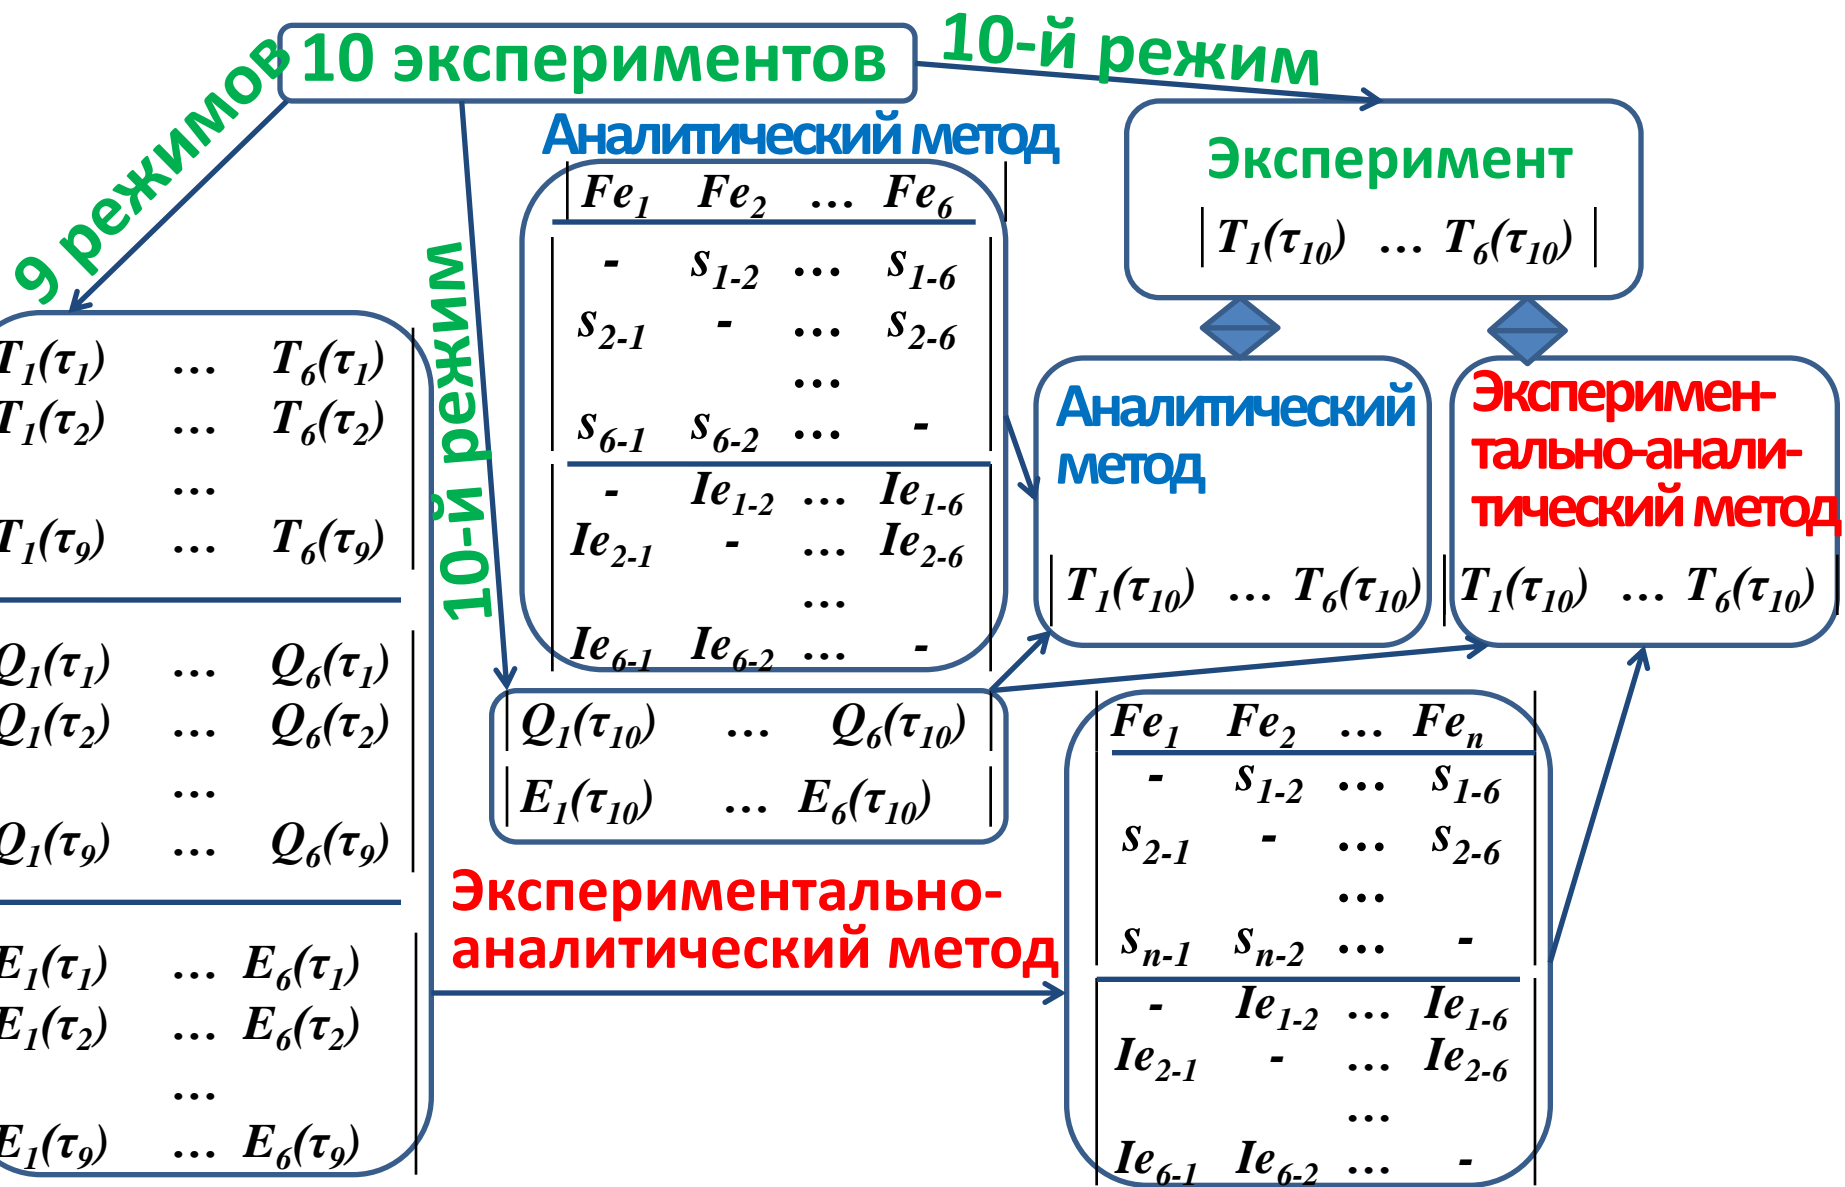 10 экспериментов
10-й режим
9 режимов
10-й режим
Аналитический метод
Fe1 Fe2 … Fe6
- s1-2 … s1-6
s2-1 - … s2-6
…
s6-1 s6-2 … -
- Ie1-2 … Ie1-6
Ie2-1 - … Ie2-6
…
Ie6-1 Ie6-2 … -
Эксперимент
T1(τ10) … T6(τ10)
T1(τ1) … T6(τ1)
T1(τ2) … T6(τ2)
…
T1(τ9) … T6(τ9)
Q1(τ1) … Q6(τ1)
Q1(τ2) … Q6(τ2)
…
Q1(τ9) … Q6(τ9)
E1(τ1) … E6(τ1)
E1(τ2) … E6(τ2)
…
E1(τ9) … E6(τ9)
Аналитический
метод
T1(τ10) … T6(τ10)
Эксперимен-
тально-анали-
тический метод
T1(τ10) … T6(τ10)
Q1(τ10) … Q6(τ10)
E1(τ10) … E6(τ10)
Экспериментально-
аналитический метод
Fe1 Fe2 … Fen
- s1-2 … s1-6
s2-1 - … s2-6
…
sn-1 sn-2 … -
- Ie1-2 … Ie1-6
Ie2-1 - … Ie2-6
…
Ie6-1 Ie6-2 … -